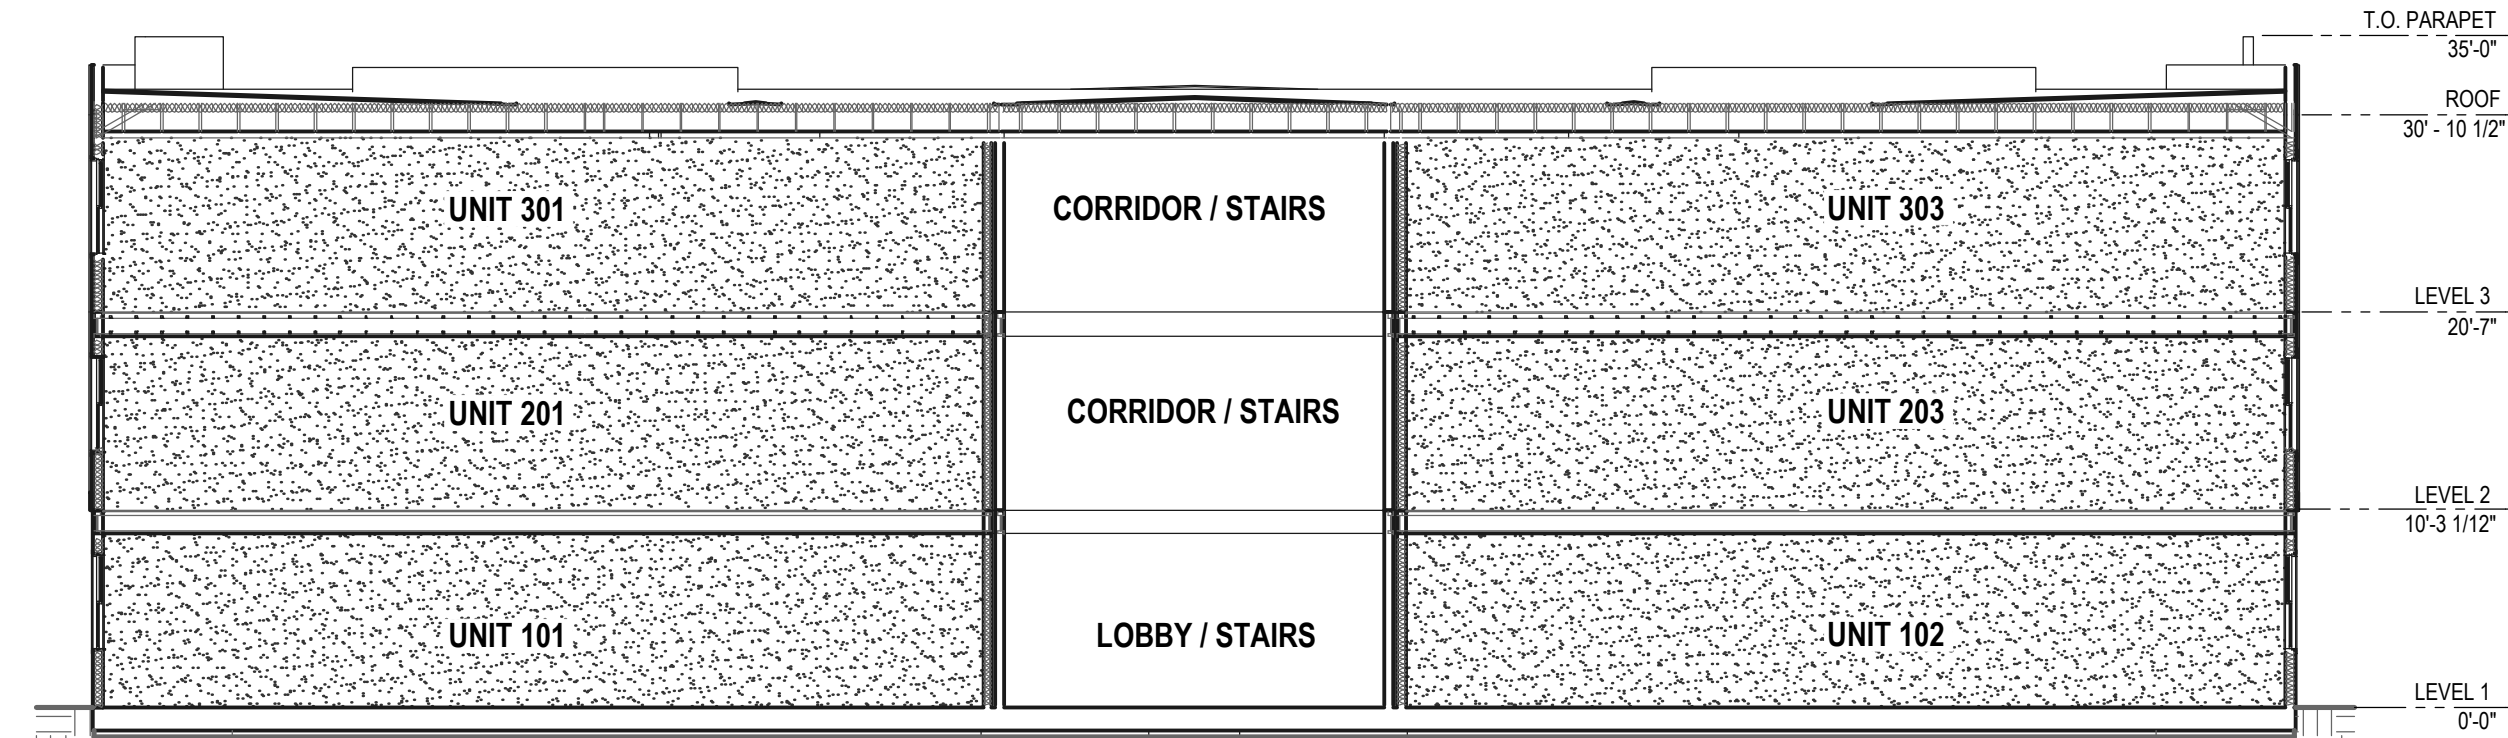 T.O. PARAPET
35'-0"
ROOF
30' - 10 1/2"
UNIT 301
CORRIDOR / STAIRS
UNIT 303
LEVEL 3
20'-7"
UNIT 201
CORRIDOR / STAIRS
UNIT 203
LEVEL 2
10'-3 1/12"
UNIT 101
LOBBY / STAIRS
UNIT 102
LEVEL 1
0'-0"